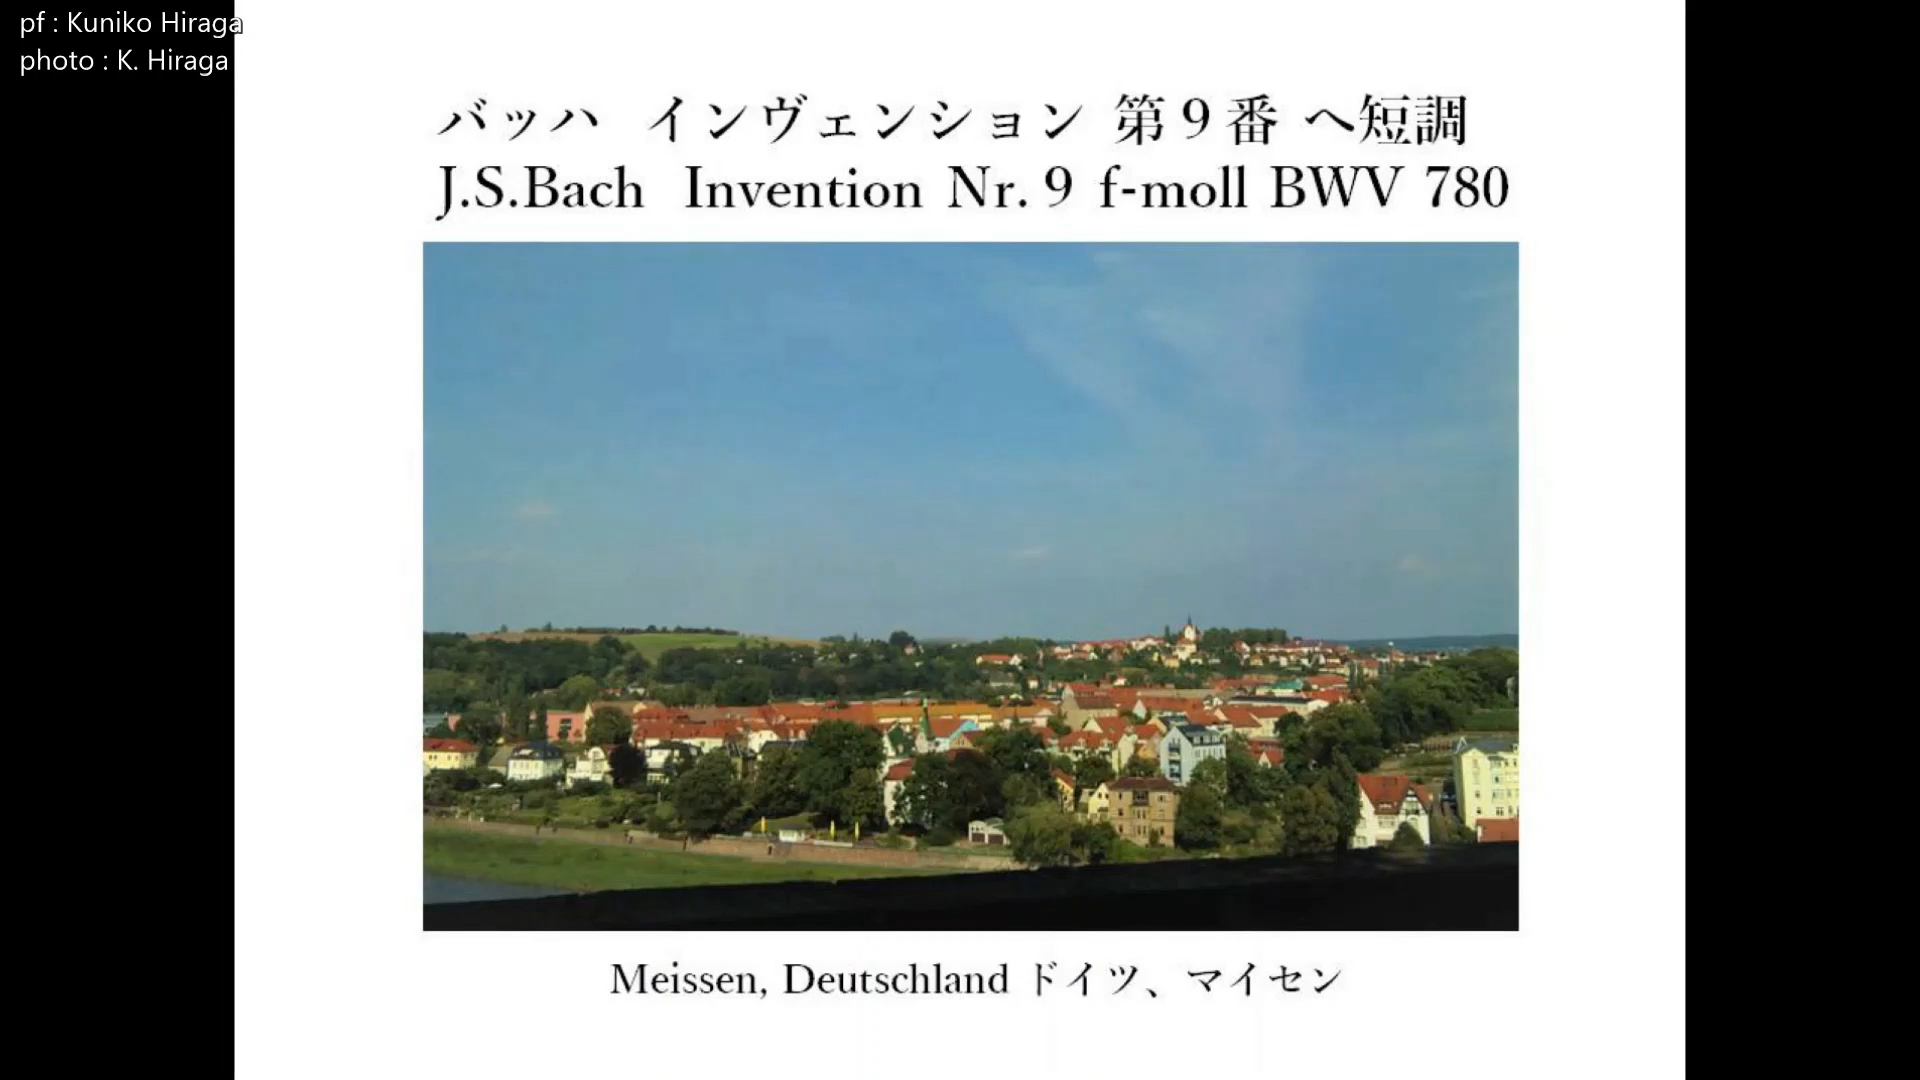 pf : Kuniko Hiraga
photo : K. Hiraga
バッハ インヴェンション 第9番 ヘ短調
J.S.Bach Invention Nr. 9 f-moll BWV 780
Meissen, Deutschland ドイツ、マイセン